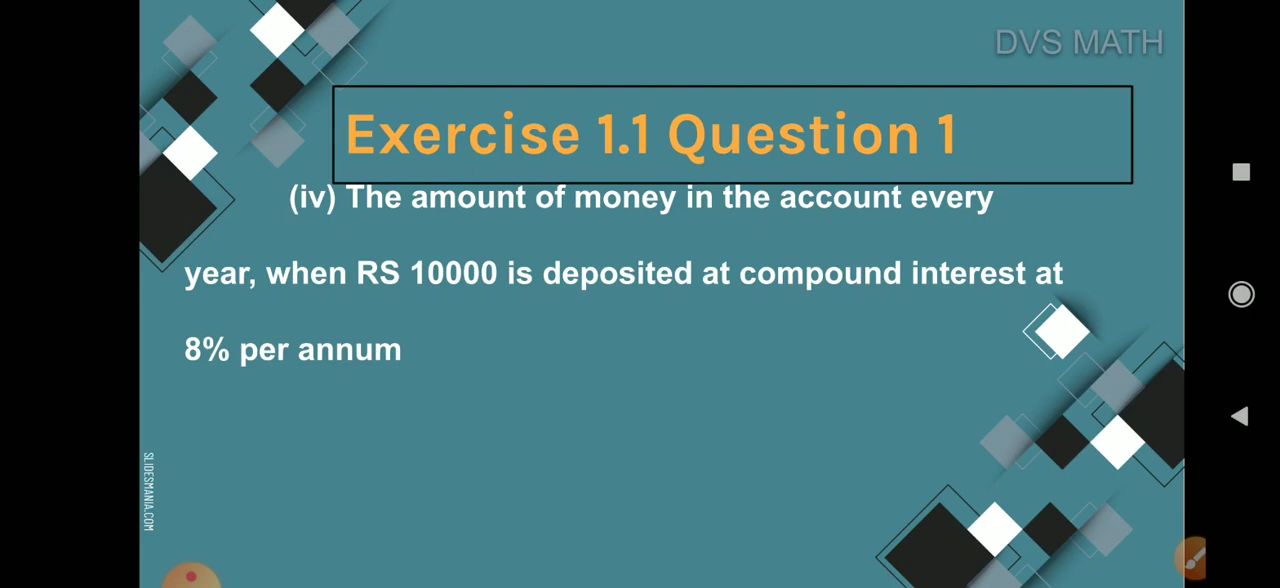 DVS MATH
Exercise 1.1 Question 1
(iv) The amount of money in the account every
year, when RS 10000 is deposited at compound interest at
8% per annum
SLIDESMANIA.COM